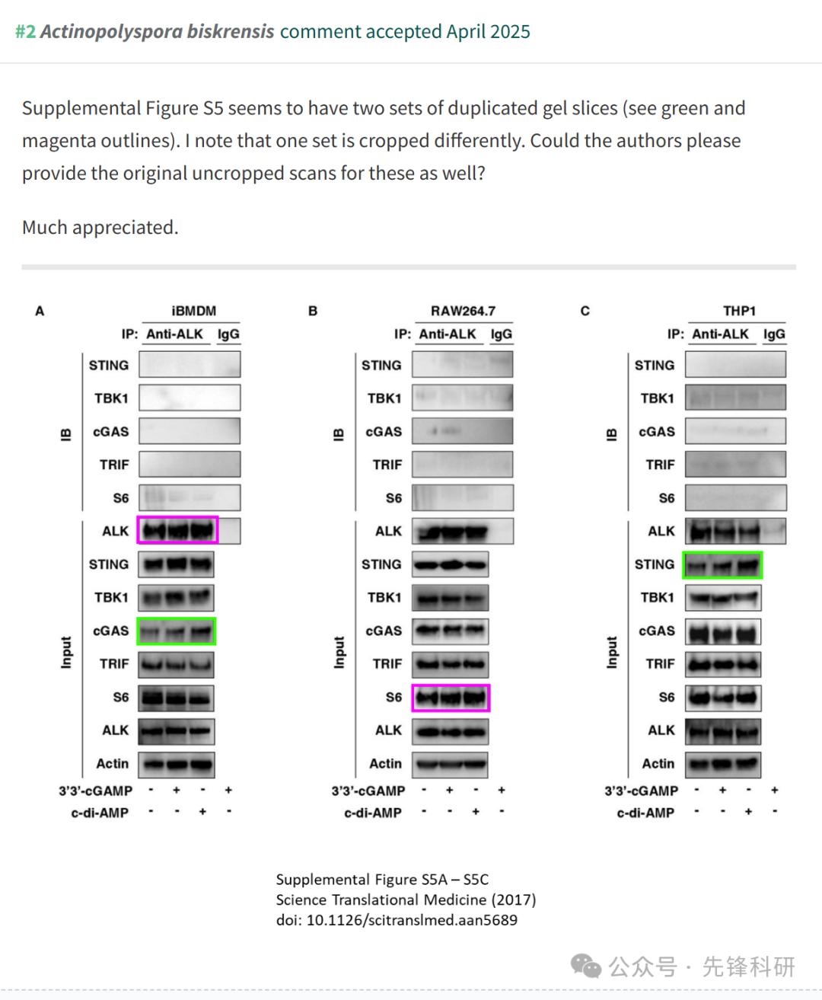 #2 Actinopolyspora biskrensis comment accepted April 2025
Supplemental Figure S5 seems to have two sets of duplicated gel slices (see green and
magenta outlines). I note that one set is cropped differently. Could the authors please
provide the original uncropped scans for these as well?
Much appreciated.
A
iBMDM
IP: Anti-ALK IgG
IB
STING
TBK1
cGAS
TRIF
S6
Input
ALK
STING
TBK1
cGAS
TRIF
S6
ALK
Actin
3'3'-cGAMP - + - +
c-di-AMP - - + -
B
RAW264.7
IP: Anti-ALK IgG
IB
STING
TBK1
cGAS
TRIF
S6
Input
ALK
STING
TBK1
cGAS
TRIF
S6
ALK
Actin
3'3'-cGAMP - + - +
c-di-AMP - - + -
C
THP1
IP: Anti-ALK IgG
IB
STING
TBK1
cGAS
TRIF
S6
Input
ALK
STING
TBK1
cGAS
TRIF
S6
ALK
Actin
3'3'-cGAMP - + - +
c-di-AMP - - + -
Supplemental Figure S5A – S5C
Science Translational Medicine (2017)
doi: 10.1126/scitranslmed.aan5689
公众号 · 先锋科研